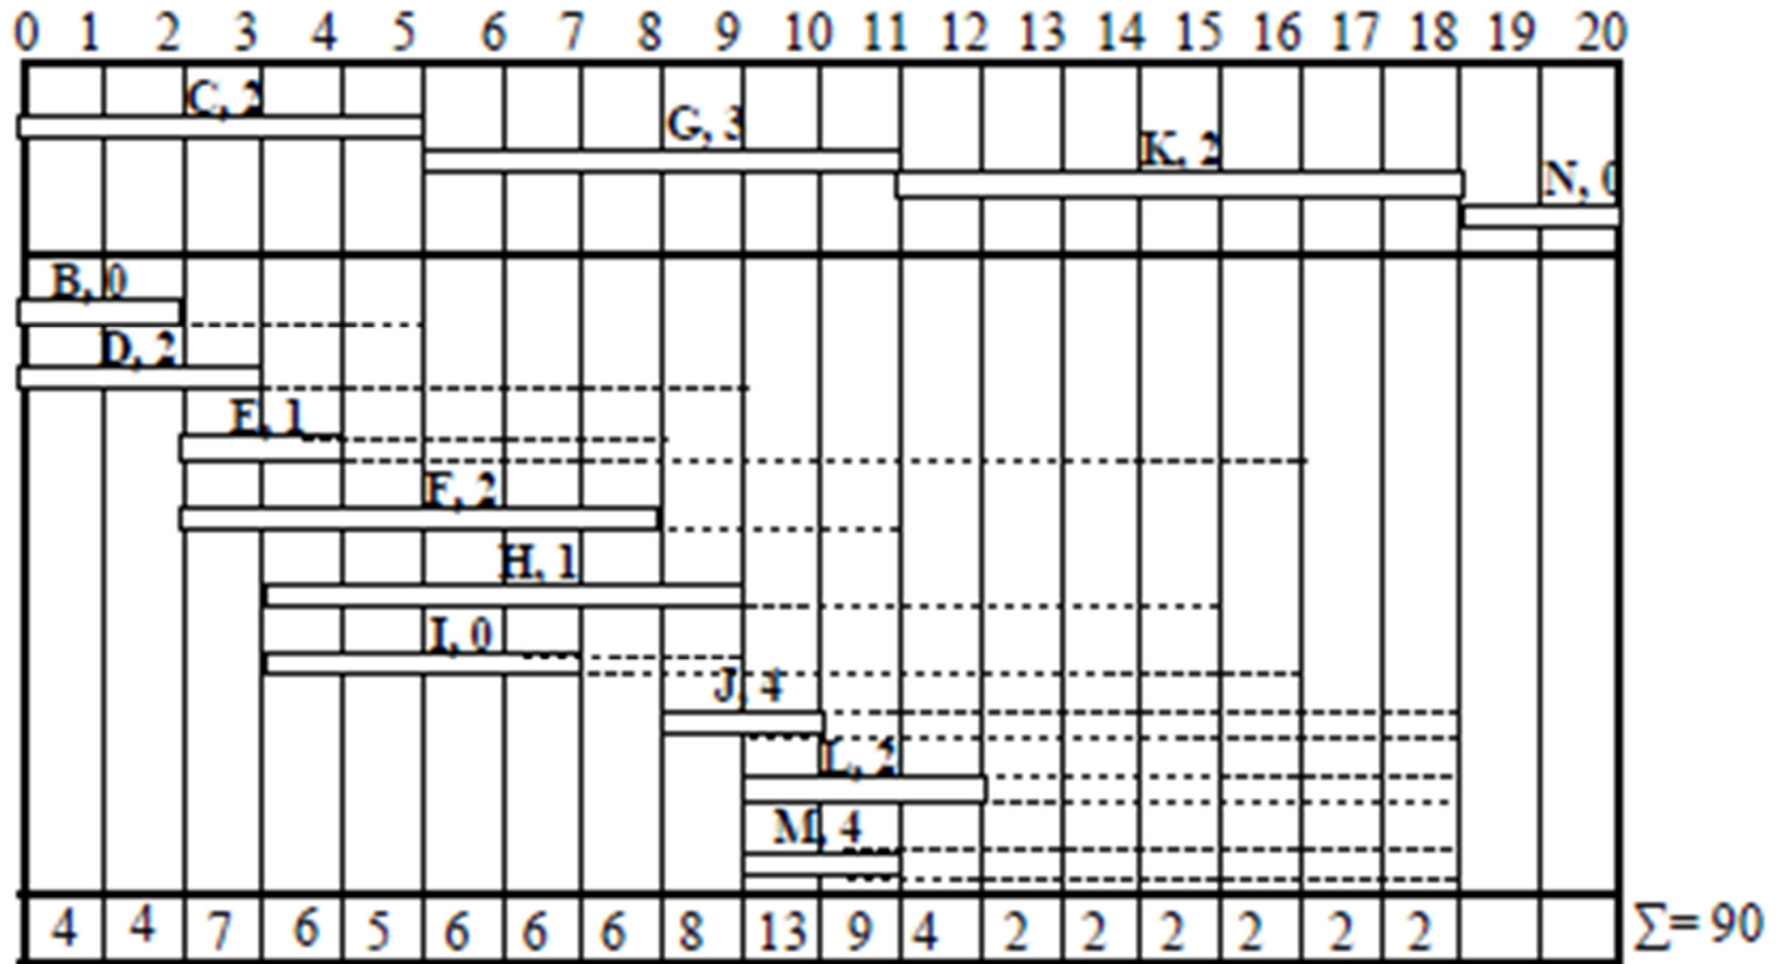 0 1 2 3 4 5 6 7 8 9 10 11 12 13 14 15 16 17 18 19 20
C, 2
G, 3
K, 2
N, 0
B, 0
D, 2
E, 1
F, 2
H, 1
I, 0
J, 4
L, 2
M, 4
4 4 7 6 5 6 6 6 8 13 9 4 2 2 2 2 2 2 ∑= 90